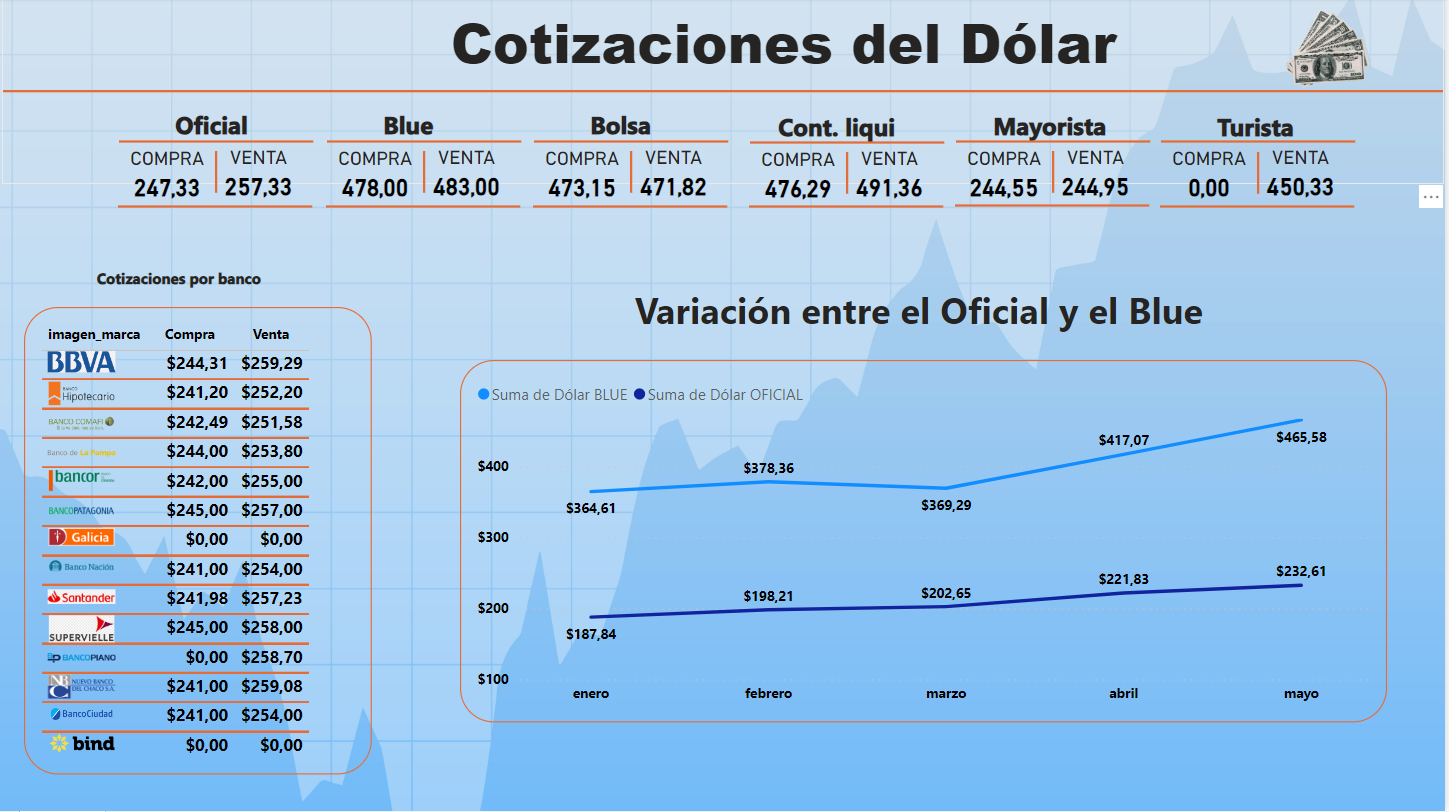 Cotizaciones del Dólar
Oficial Blue Bolsa Cont. liqui Mayorista Turista
COMPRA VENTA COMPRA VENTA COMPRA VENTA COMPRA VENTA COMPRA VENTA COMPRA VENTA
247,33 257,33 478,00 483,00 473,15 471,82 476,29 491,36 244,55 244,95 0,00 450,33
Cotizaciones por banco
imagen_marca Compra Venta
BBVA $244,31 $259,29
BANCO
Hipotecario $241,20 $252,20
BANCO COMAFI $242,49 $251,58
Banco de La Pampa $244,00 $253,80
bancor $242,00 $255,00
BANCOPATAGONIA $245,00 $257,00
Galicia $0,00 $0,00
Banco Nación $241,00 $254,00
Santander $241,98 $257,23
SUPERVIELLE $245,00 $258,00
BANCOPIANO $0,00 $258,70
NBC NUEVO BANCO
DEL CHACO S.A. $241,00 $259,08
BancoCiudad $241,00 $254,00
bind $0,00 $0,00
Variación entre el Oficial y el Blue
Suma de Dólar BLUE Suma de Dólar OFICIAL
$400
$300
$200
$100
$364,61 $378,36 $369,29 $417,07 $465,58
$187,84 $198,21 $202,65 $221,83 $232,61
enero febrero marzo abril mayo